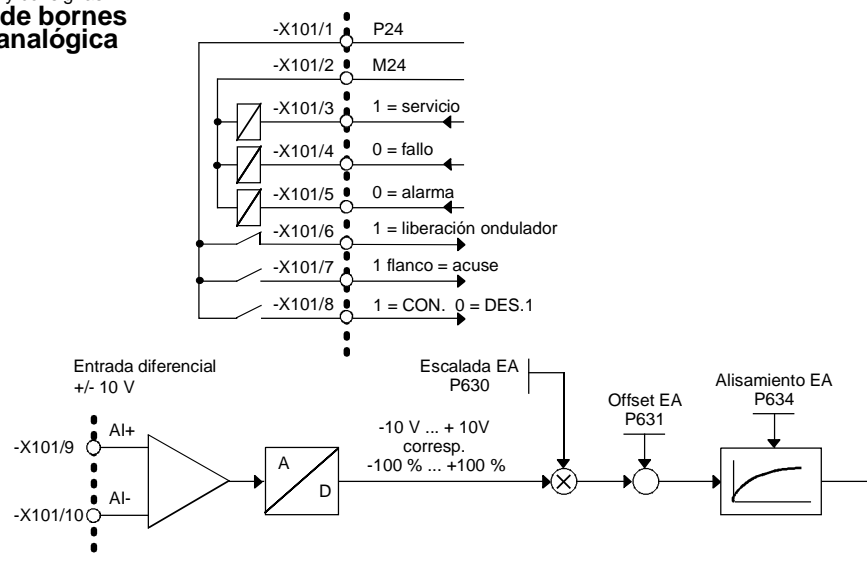 de bornes
analógica
-X101/1 P24
-X101/2 M24
-X101/3 1 = servicio
-X101/4 0 = fallo
-X101/5 0 = alarma
-X101/6 1 = liberación ondulador
-X101/7 1 flanco = acuse
-X101/8 1 = CON. 0 = DES.1
Entrada diferencial
+/- 10 V
Escalada EA
P630
Offset EA
P631
Alisamiento EA
P634
-X101/9 AI+
-X101/10 AI-
A
D
-10 V ... + 10V
corresp.
-100 % ... +100 %